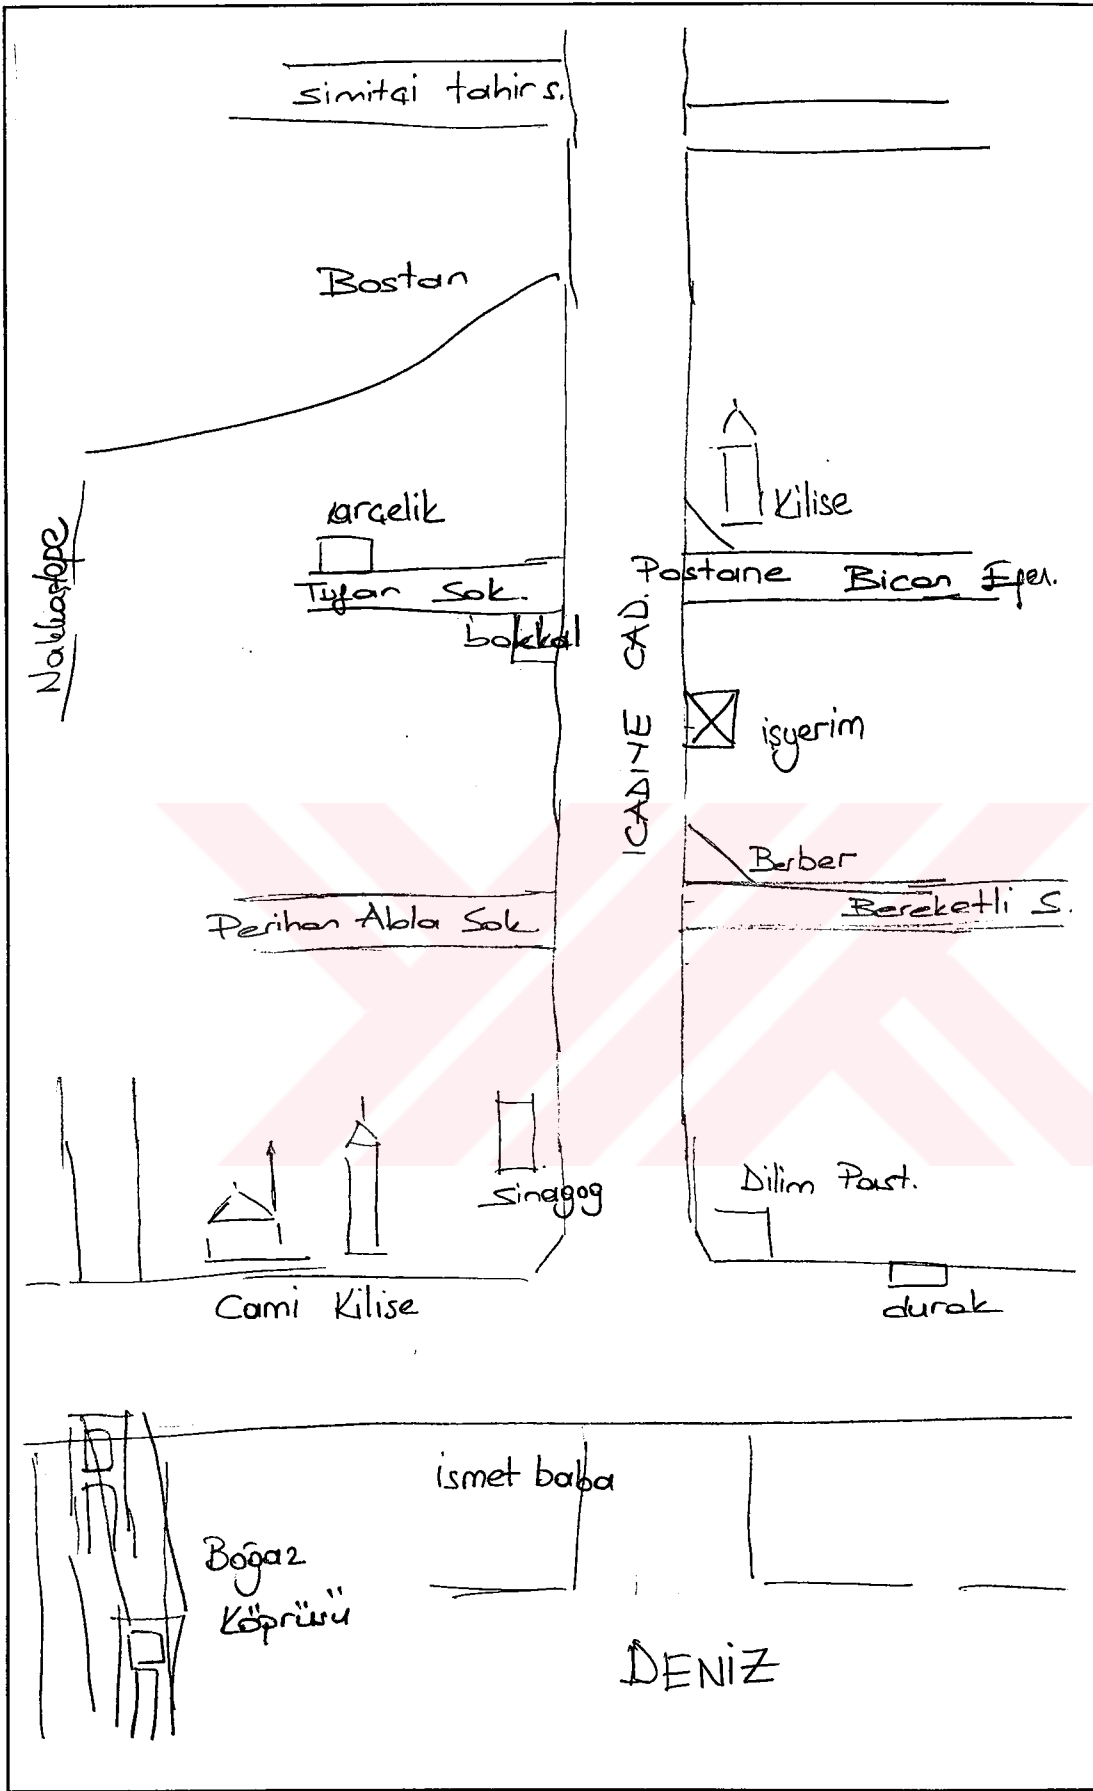 simitçi tahir s.
Bostan
Kilise
arçelik
Nakkaştepe
Postane Bican Efen.
Tufan Sok.
bakkal
İCADİYE CAD.
işyerim
Berber
Bereketli S.
Perihan Abla Sok
Sinagog
Dilim Past.
Cami Kilise
durak
ismet baba
Boğaz
Köprüsü
DENİZ